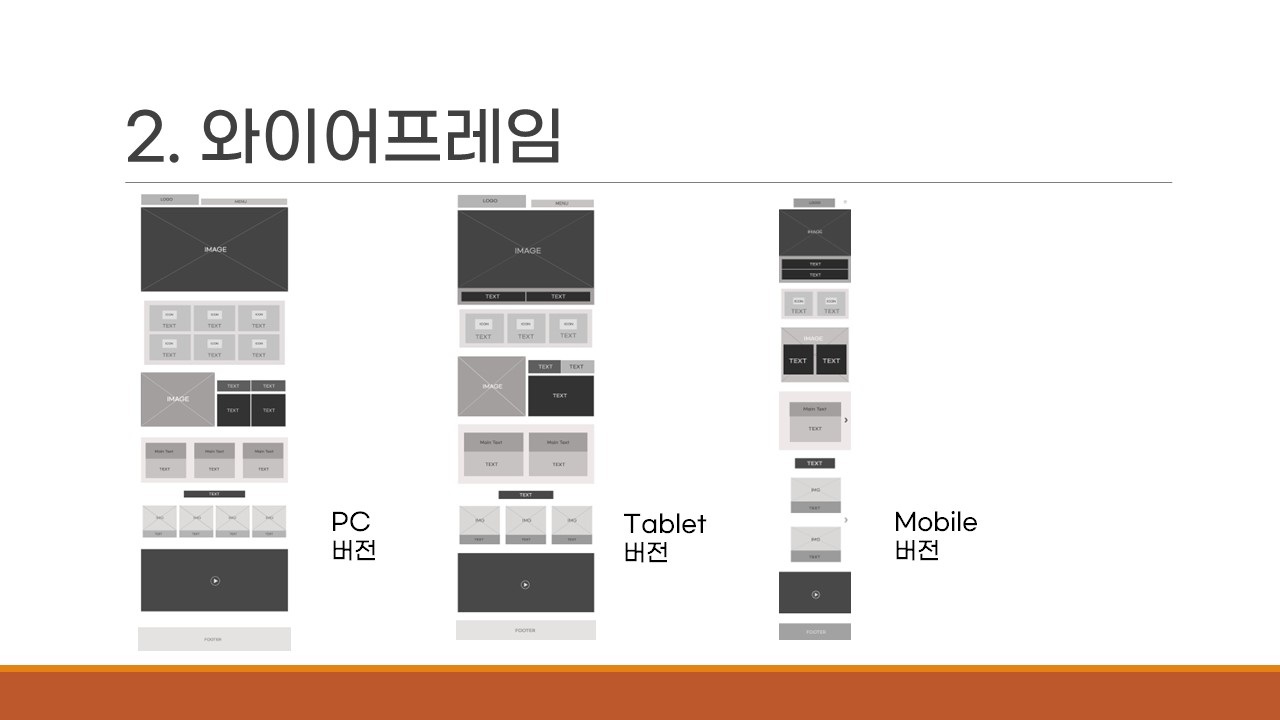 2. 와이어프레임
LOGO
MENU
IMAGE
ICON ICON ICON
TEXT TEXT TEXT
ICON ICON ICON
TEXT TEXT TEXT
IMAGE
TEXT TEXT
TEXT TEXT
Main Text Main Text Main Text
TEXT TEXT TEXT
TEXT
IMG IMG IMG IMG
TEXT TEXT TEXT TEXT
FOOTER
PC
버전
LOGO
MENU
IMAGE
TEXT TEXT
ICON ICON ICON
TEXT TEXT TEXT
IMAGE
TEXT TEXT
TEXT
Main Text Main Text
TEXT TEXT
TEXT
IMG IMG IMG
TEXT TEXT TEXT
FOOTER
Tablet
버전
LOGO
IMAGE
TEXT
TEXT
ICON ICON
TEXT TEXT
IMAGE
TEXT TEXT
Main Text
TEXT
TEXT
IMG
TEXT
IMG
TEXT
FOOTER
Mobile
버전